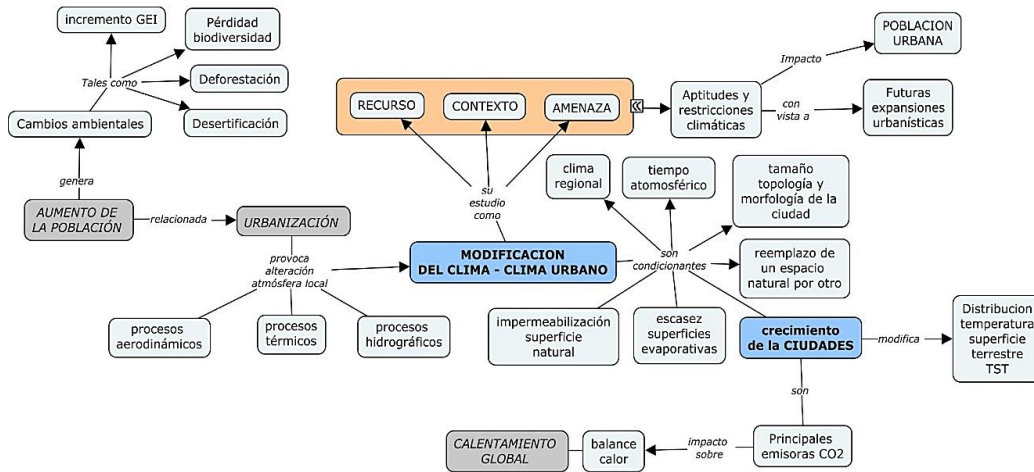 incremento GEI
Pérdidad
biodiversidad
Tales como
Deforestación
Cambios ambientales
Desertificación
genera
AUMENTO DE
LA POBLACIÓN
relacionada
URBANIZACIÓN
provoca
alteración
atmósfera local
procesos
aerodinámicos
procesos
térmicos
procesos
hidrográficos
RECURSO
CONTEXTO
AMENAZA
Aptitudes y
restricciones
climáticas
Impacto
POBLACION
URBANA
con
vista a
Futuras
expansiones
urbanísticas
su
estudio
como
MODIFICACION
DEL CLIMA - CLIMA URBANO
son
condicionantes
clima
regional
tiempo
atomosférico
tamaño
topología y
morfología de la
ciudad
reemplazo de
un espacio
natural por otro
impermeabilización
superficie
natural
escasez
superficies
evaporativas
crecimiento
de la CIUDADES
modifica
Distribucion
temperatura
superficie
terrestre
TST
son
Principales
emisoras CO2
impacto
sobre
balance
calor
CALENTAMIENTO
GLOBAL